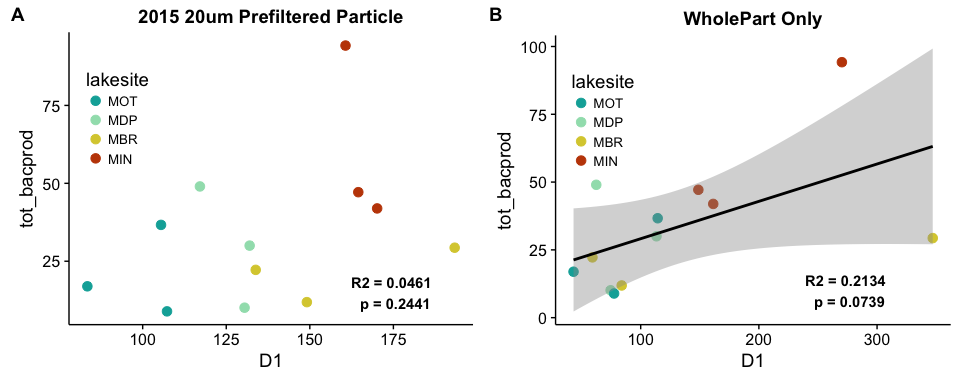 A
2015 20um Prefiltered Particle
tot_bacprod
75
50
25
lakesite
MOT
MDP
MBR
MIN
R2 = 0.0461
p = 0.2441
100
125
150
175
D1
B
WholePart Only
tot_bacprod
100
75
50
25
0
lakesite
MOT
MDP
MBR
MIN
R2 = 0.2134
p = 0.0739
100
200
300
D1